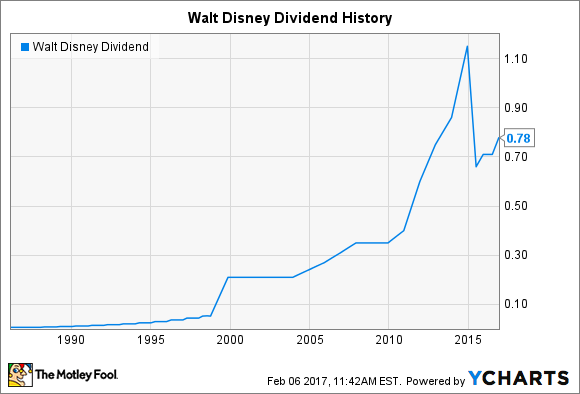 Walt Disney Dividend History
Walt Disney Dividend
1.10
0.90
0.78
0.70
0.50
0.30
0.10
1990 1995 2000 2005 2010 2015
The Motley Fool.
Feb 06 2017, 11:42AM EST. Powered by YCHARTS